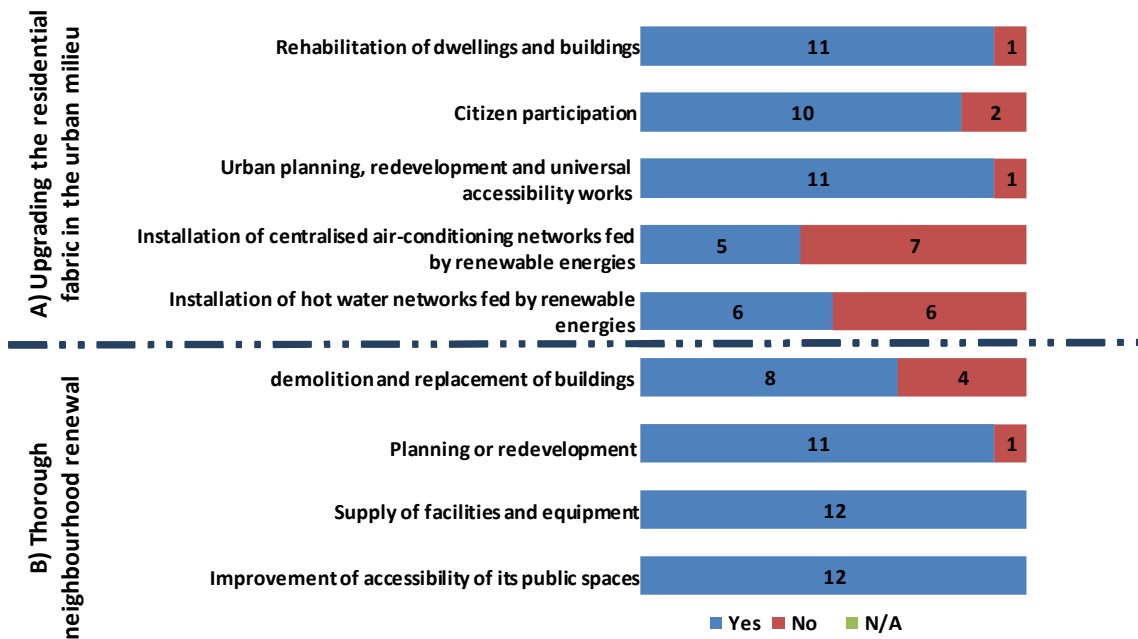 A) Upgrading the residential
fabric in the urban milieu
Rehabilitation of dwellings and buildings
11
1
Citizen participation
10
2
Urban planning, redevelopment and universal
accessibility works
11
1
Installation of centralised air-conditioning networks fed
by renewable energies
5
7
Installation of hot water networks fed by renewable
energies
6
6
B) Thorough
neighbourhood renewal
demolition and replacement of buildings
8
4
Planning or redevelopment
11
1
Supply of facilities and equipment
12
Improvement of accessibility of its public spaces
12
Yes
No
N/A